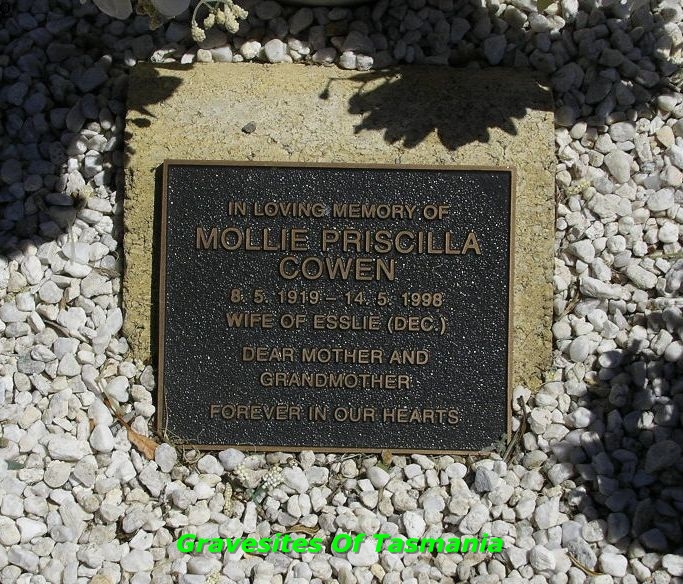 IN LOVING MEMORY OF
MOLLIE PRISCILLA
COWEN
8. 5. 1919 – 14. 5. 1998
WIFE OF ESSLIE (DEC.)
DEAR MOTHER AND
GRANDMOTHER
FOREVER IN OUR HEARTS
Gravesites Of Tasmania